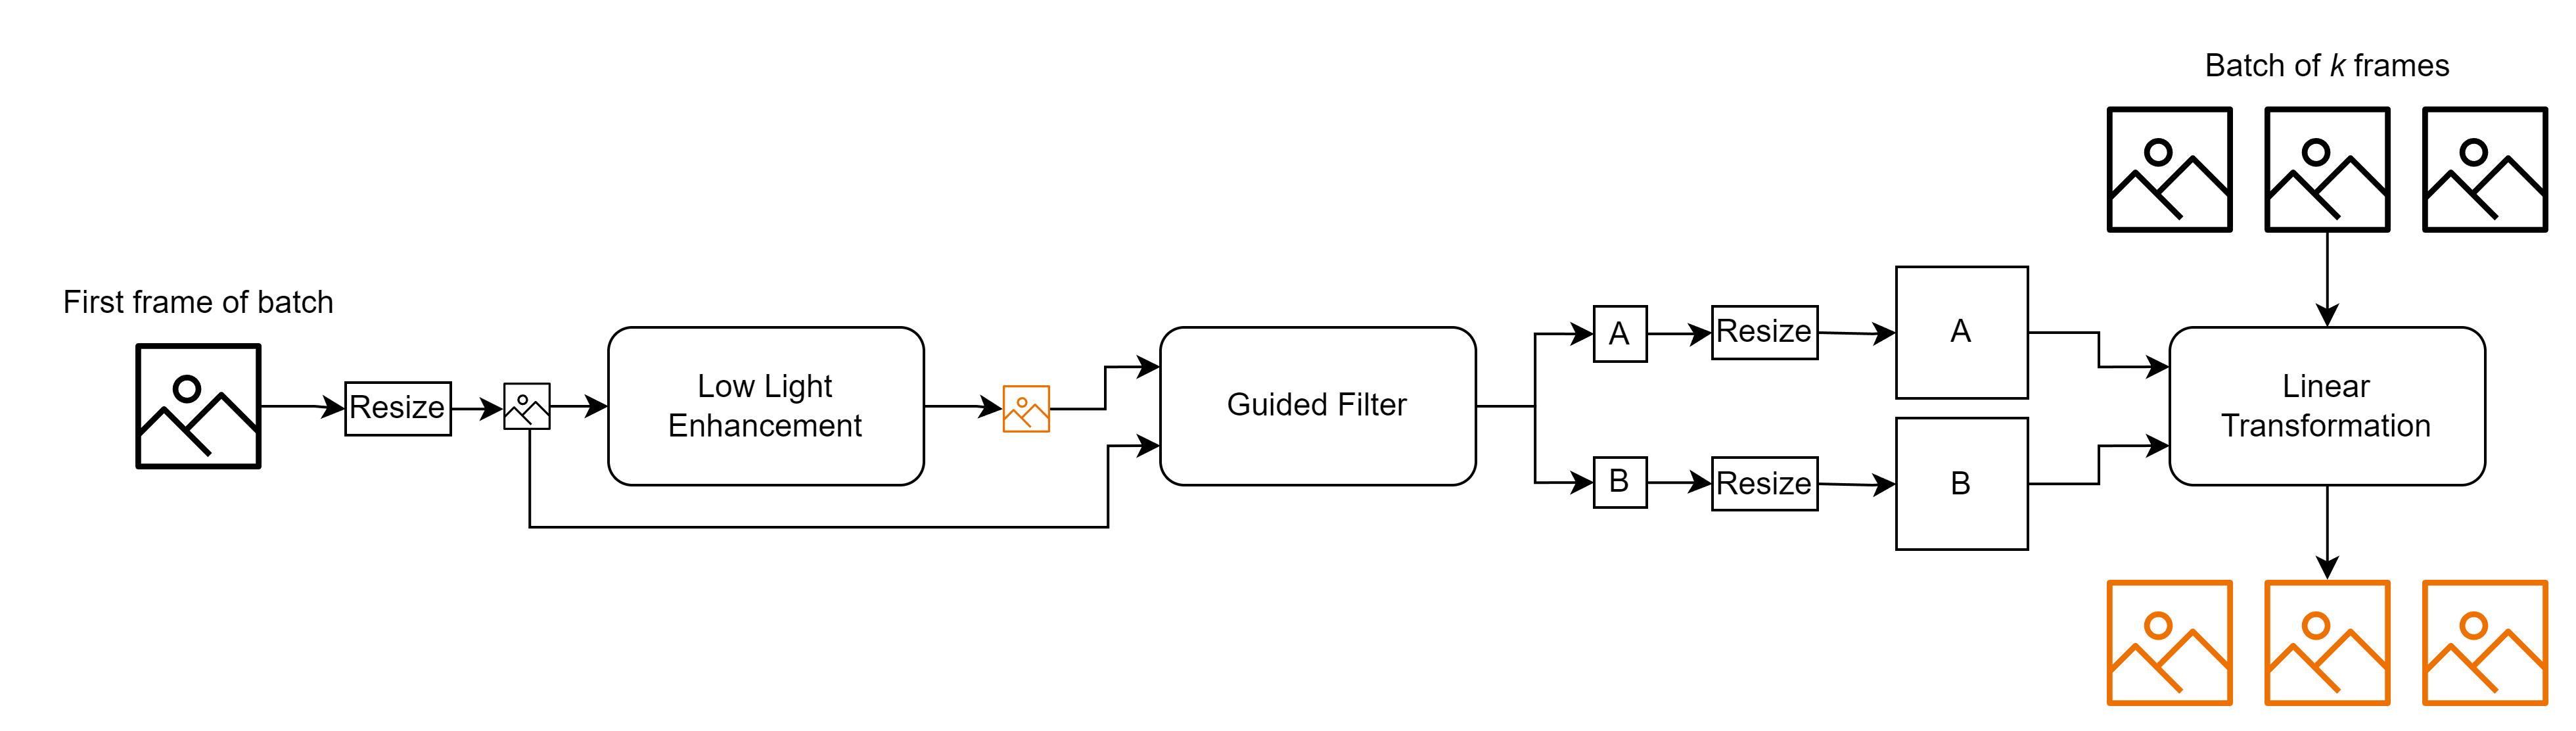 Batch of k frames
First frame of batch
Resize
Low Light
Enhancement
Guided Filter
A
Resize
A
B
Resize
B
Linear
Transformation